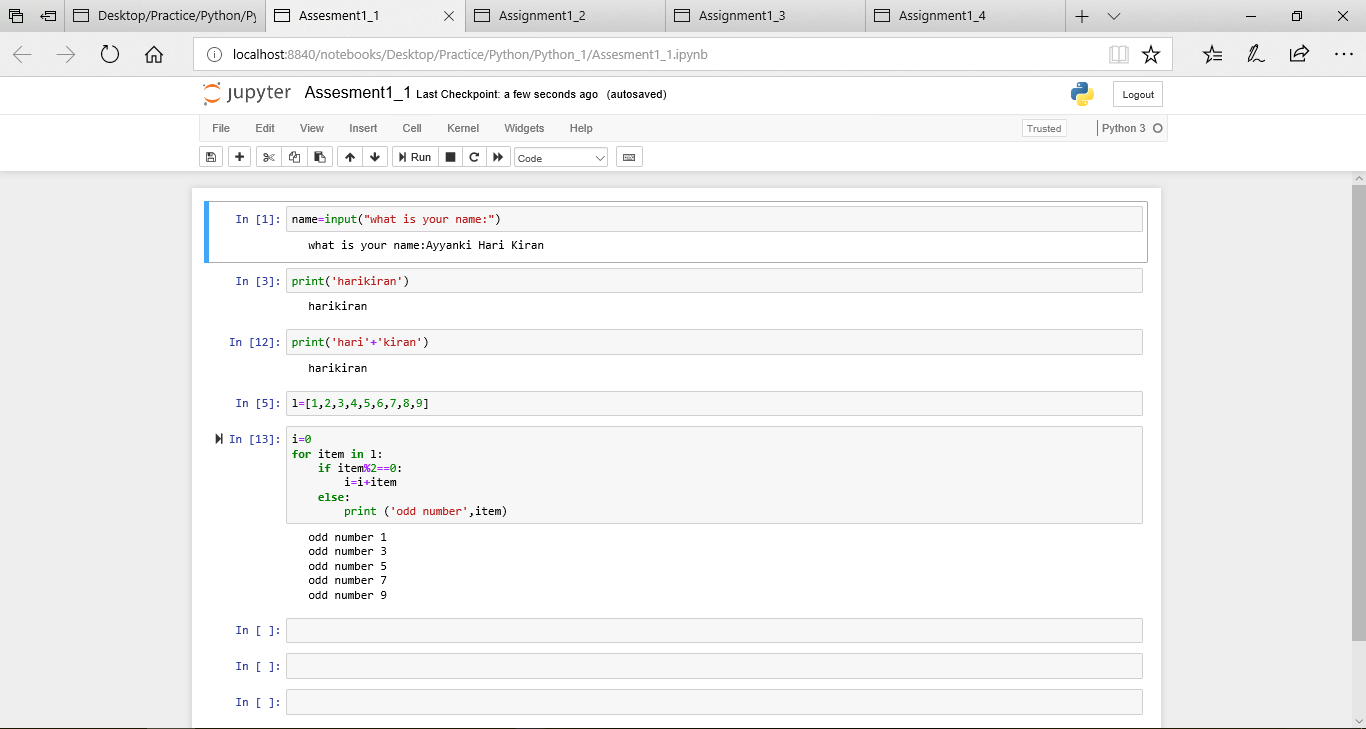 Desktop/Practice/Python/Py
Assesment1_1
Assignment1_2
Assignment1_3
Assignment1_4
localhost:8840/notebooks/Desktop/Practice/Python/Python_1/Assesment1_1.ipynb
jupyter Assesment1_1 Last Checkpoint: a few seconds ago (autosaved)
Logout
File Edit View Insert Cell Kernel Widgets Help
Trusted
Python 3
Run
Code
In [1]: name=input("what is your name:")
what is your name:Ayyanki Hari Kiran
In [3]: print('harikiran')
harikiran
In [12]: print('hari'+'kiran')
harikiran
In [5]: l=[1,2,3,4,5,6,7,8,9]
In [13]: i=0
for item in l:
    if item%2==0:
        i=i+item
    else:
        print ('odd number',item)
odd number 1
odd number 3
odd number 5
odd number 7
odd number 9
In [ ]:
In [ ]:
In [ ]: